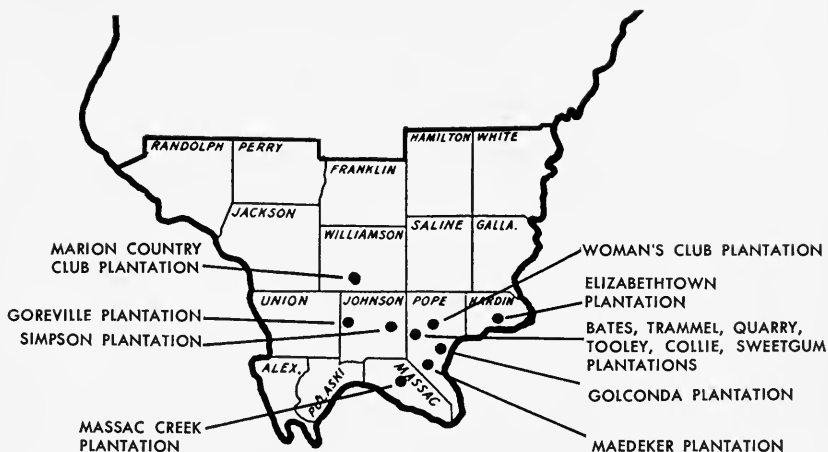 RANDOLPH
PERRY
HAMILTON
WHITE
FRANKLIN
JACKSON
WILLIAMSON
SALINE
GALLA.
MARION COUNTRY
CLUB PLANTATION
WOMAN'S CLUB PLANTATION
ELIZABETHTOWN
PLANTATION
UNION
JOHNSON
POPE
HARDIN
GOREVILLE PLANTATION
SIMPSON PLANTATION
BATES, TRAMMEL, QUARRY,
TOOLEY, COLLIE, SWEETGUM
PLANTATIONS
ALEX.
PULASKI
MASSAC
GOLCONDA PLANTATION
MASSAC CREEK
PLANTATION
MAEDEKER PLANTATION